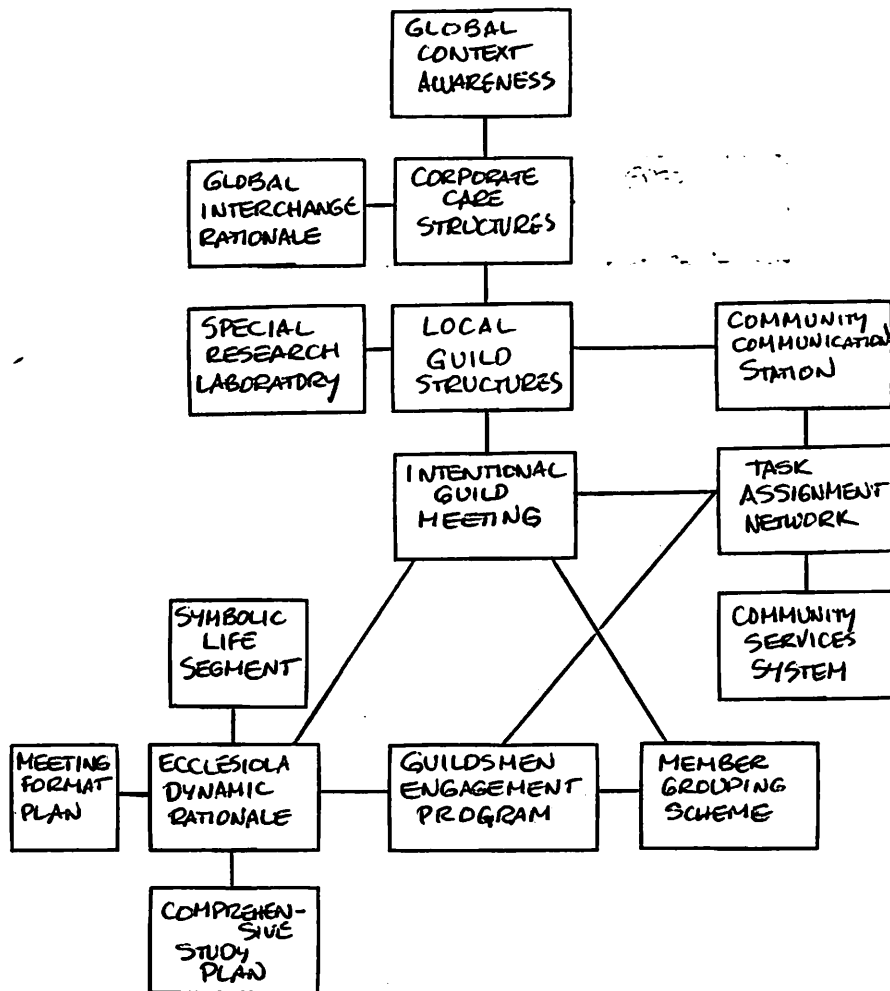 GLOBAL
CONTEXT
AWARENESS
GLOBAL
INTERCHANGE
RATIONALE
CORPORATE
CARE
STRUCTURES
SPECIAL
RESEARCH
LABORATORY
LOCAL
GUILD
STRUCTURES
COMMUNITY
COMMUNICATION
STATION
INTENTIONAL
GUILD
MEETING
TASK
ASSIGNMENT
NETWORK
SYMBOLIC
LIFE
SEGMENT
COMMUNITY
SERVICES
SYSTEM
MEETING
FORMAT
PLAN
ECCLESIOLA
DYNAMIC
RATIONALE
GUILDSMEN
ENGAGEMENT
PROGRAM
MEMBER
GROUPING
SCHEME
COMPREHEN-
SIVE
STUDY
PLAN